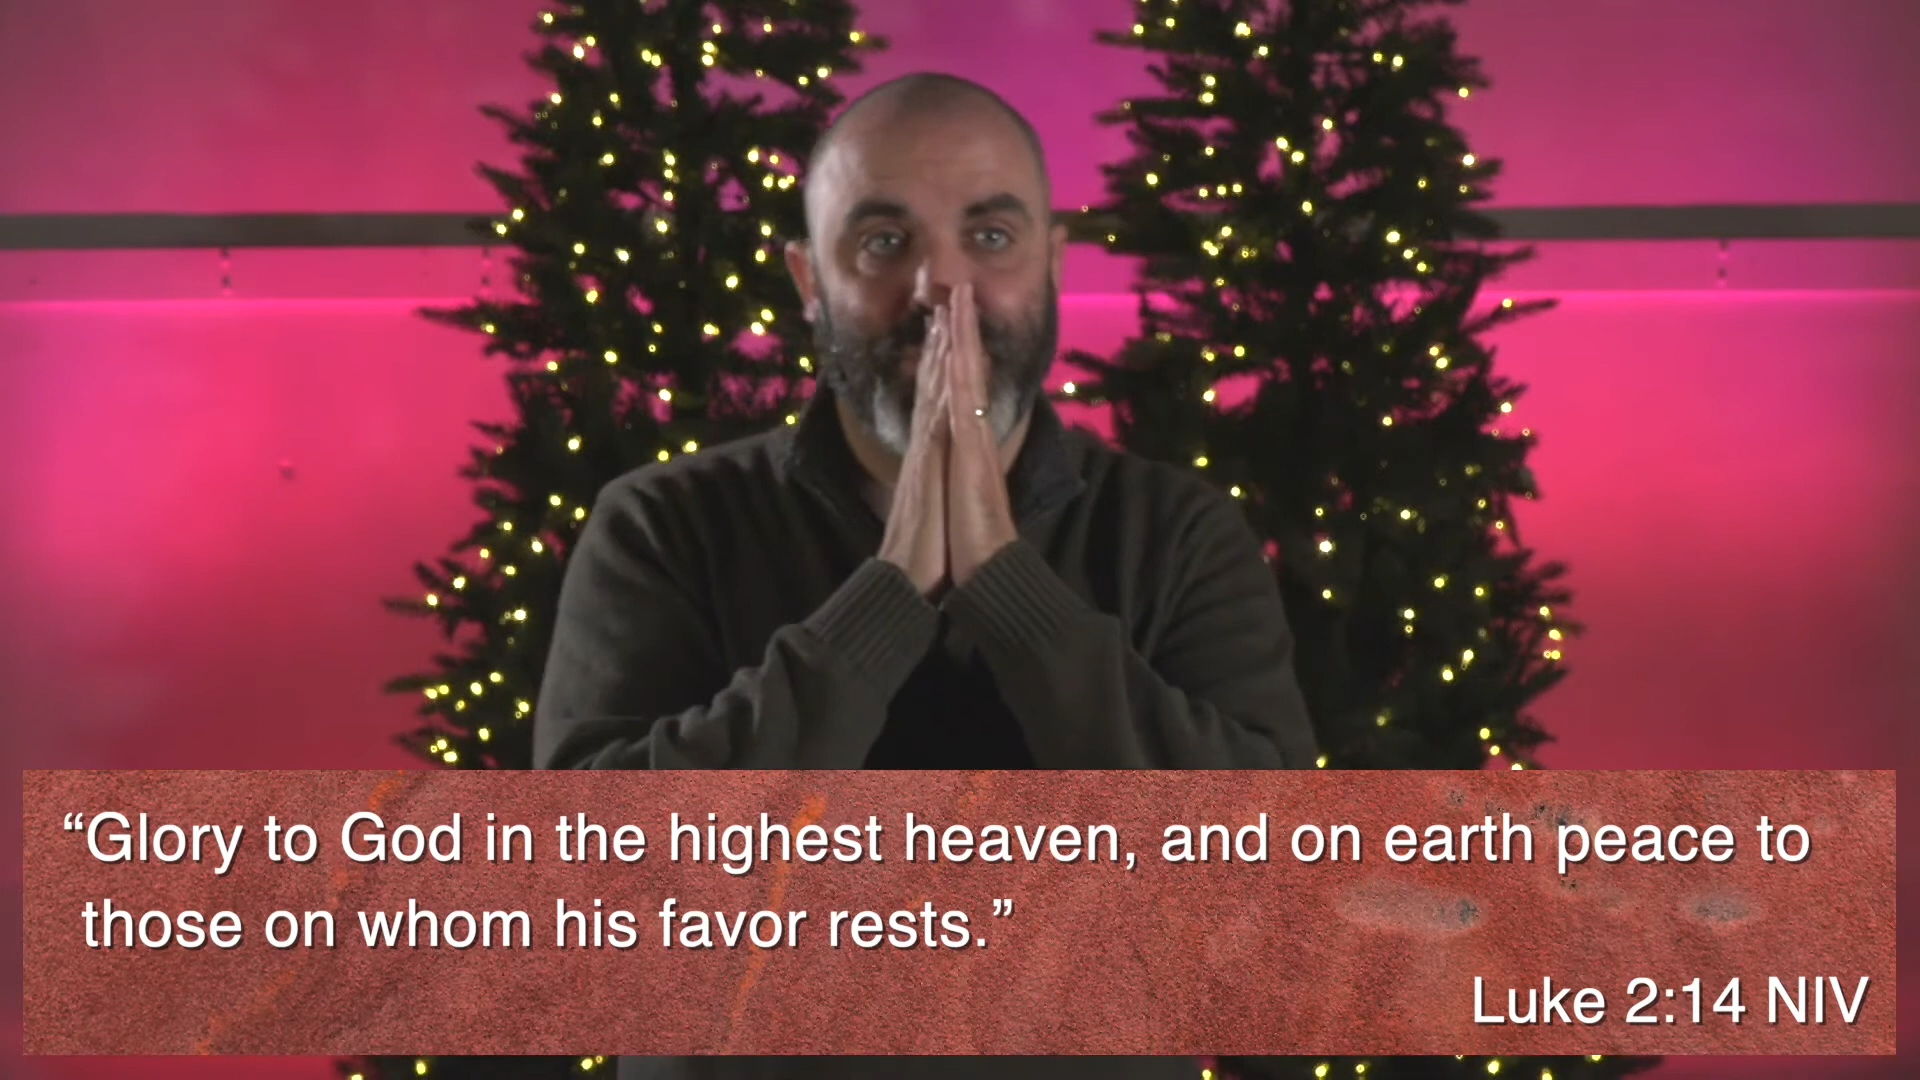 “Glory to God in the highest heaven, and on earth peace to
those on whom his favor rests.”
Luke 2:14 NIV